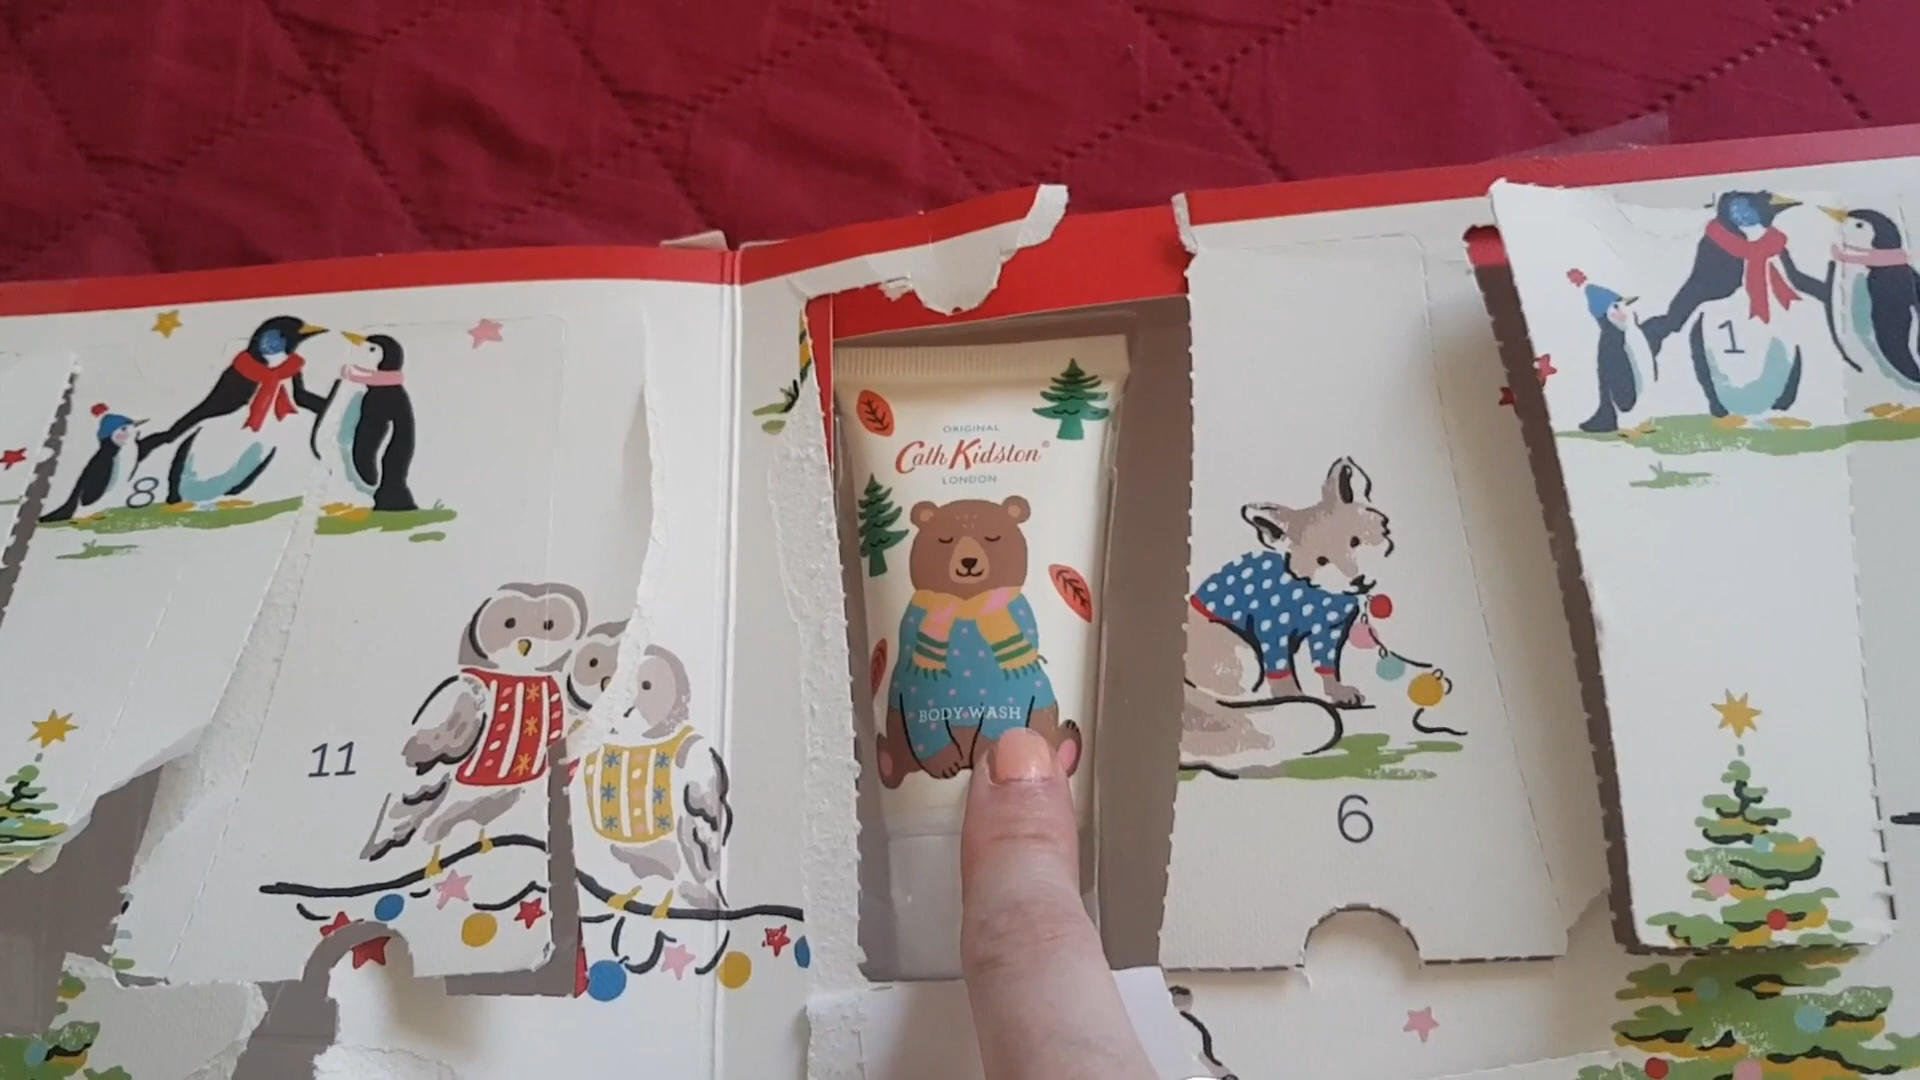 8
11
ORIGINAL
Cath Kidston®
LONDON
BODY WASH
6
1